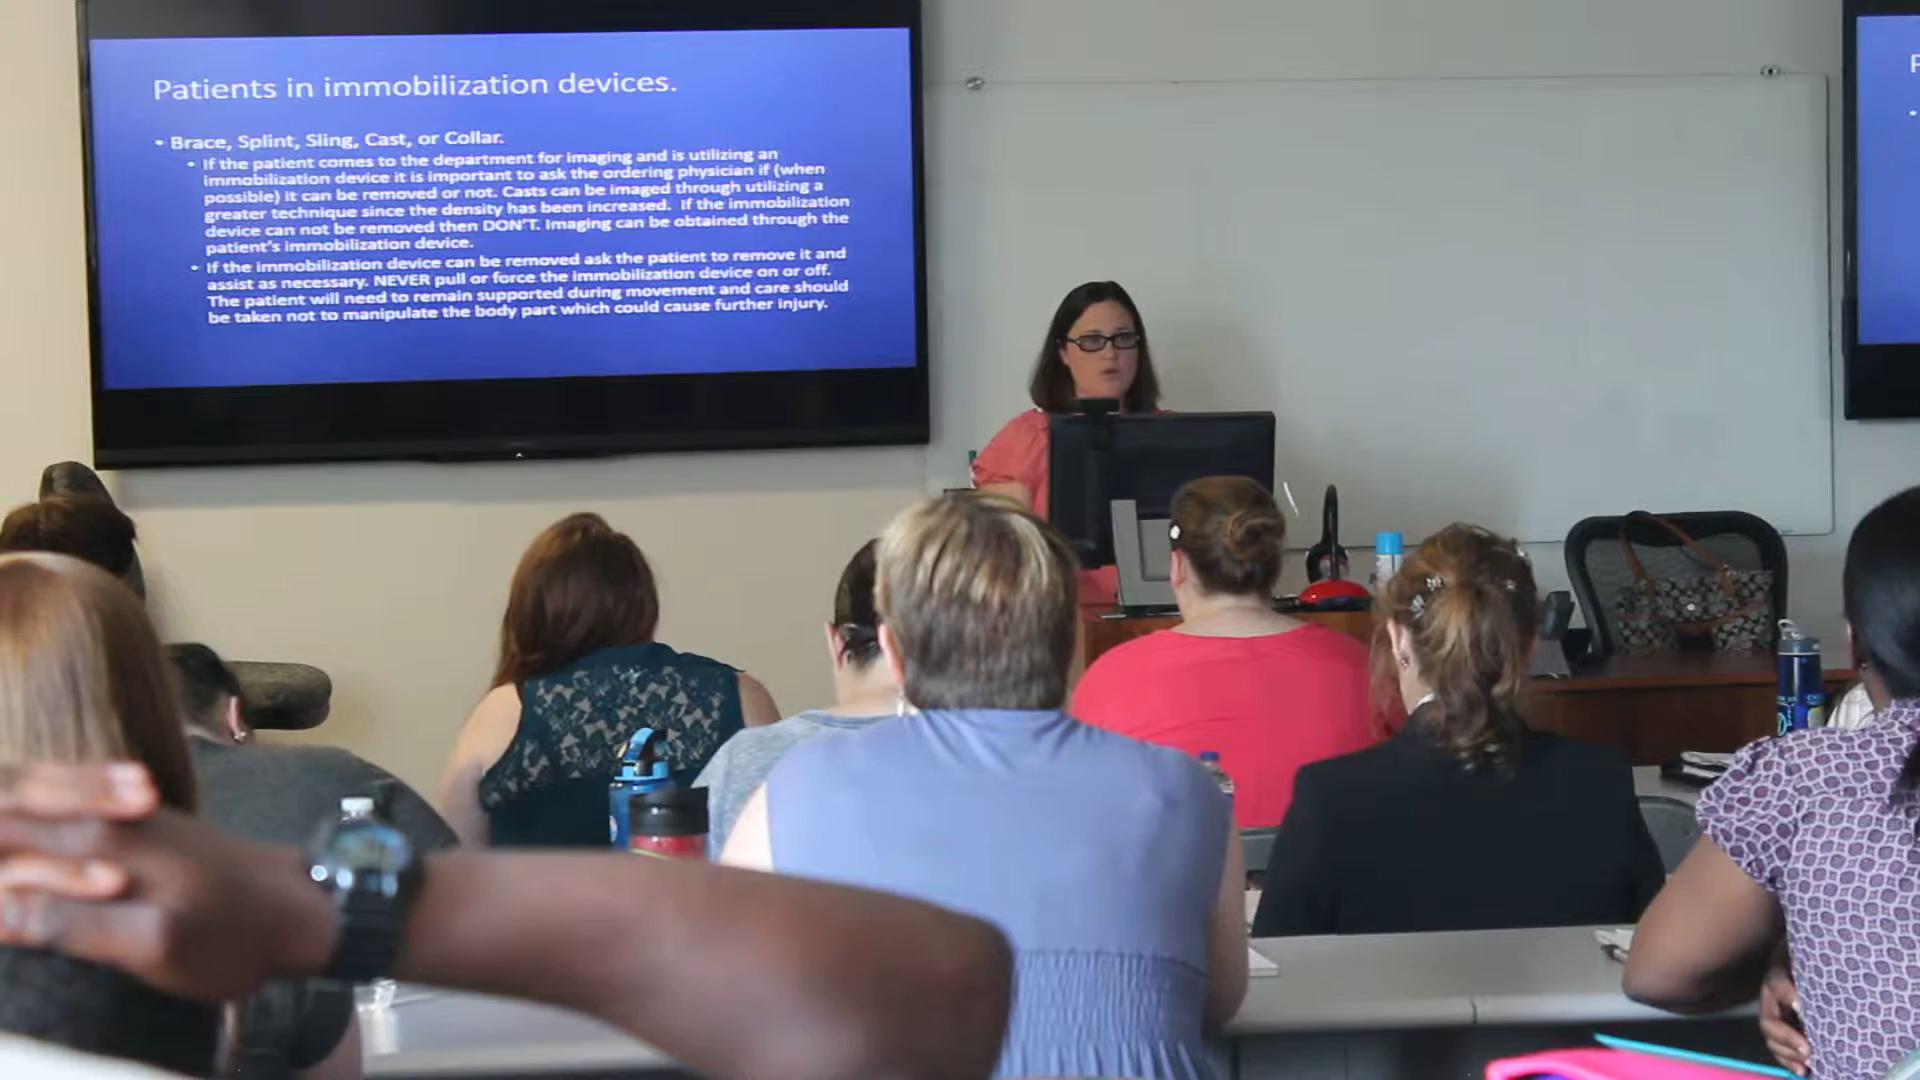 Patients in immobilization devices.
• Brace, Splint, Sling, Cast, or Collar.
• If the patient comes to the department for imaging and is utilizing an
immobilization device it is important to ask the ordering physician if (when
possible) it can be removed or not. Casts can be imaged through utilizing a
greater technique since the density has been increased. If the immobilization
device can not be removed then DON'T. Imaging can be obtained through the
patient's immobilization device.
• If the immobilization device can be removed ask the patient to remove it and
assist as necessary. NEVER pull or force the immobilization device on or off.
The patient will need to remain supported during movement and care should
be taken not to manipulate the body part which could cause further injury.
P
•